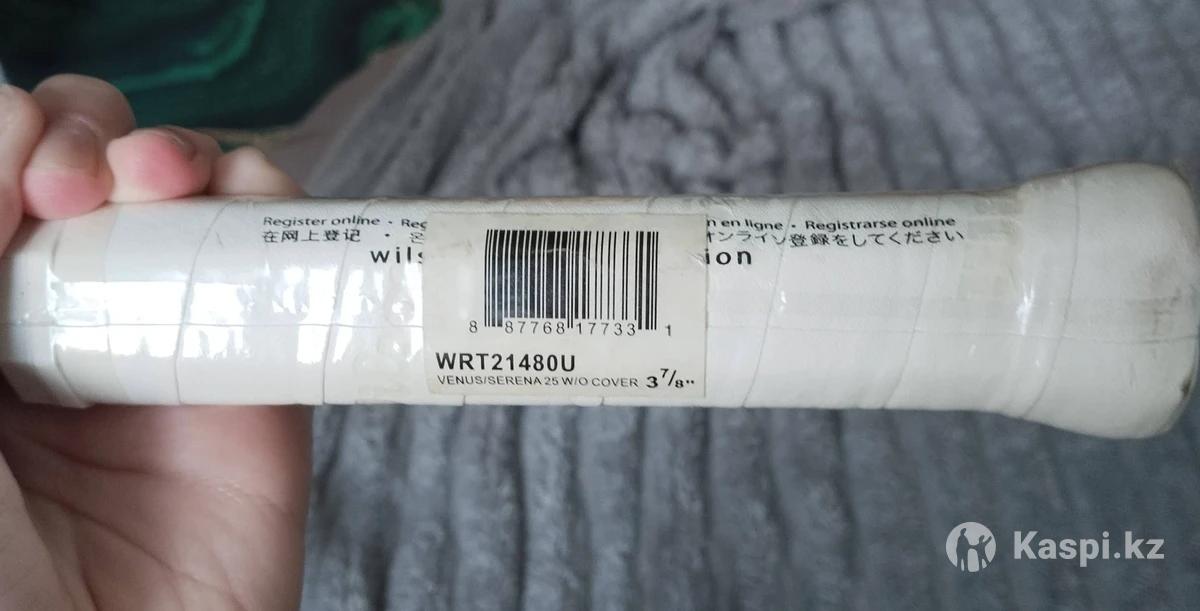 Register online • Reg n en ligne • Registrarse online
在网上登记 • オンライン登録をしてください
wils ion
8 87768 17733 1
WRT21480U
VENUS/SERENA 25 W/O COVER 3 7/8"
Kaspi.kz